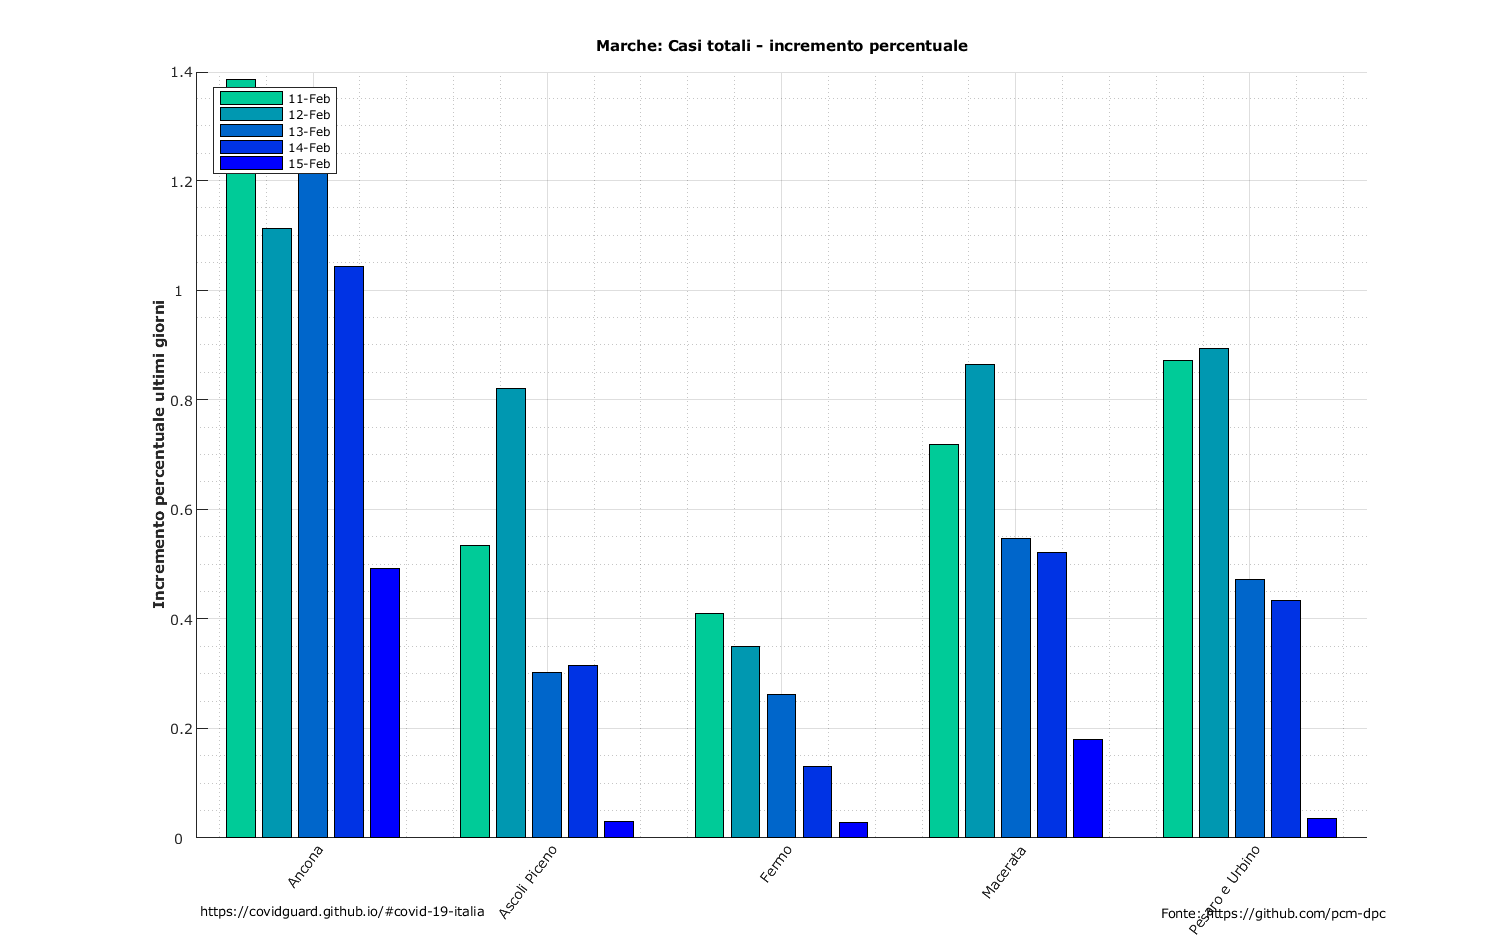 Marche: Casi totali - incremento percentuale
Incremento percentuale ultimi giorni
1.4
1.2
1
0.8
0.6
0.4
0.2
0
11-Feb
12-Feb
13-Feb
14-Feb
15-Feb
Ancona
Ascoli Piceno
Fermo
Macerata
Pesaro e Urbino
https://covidguard.github.io/#covid-19-italia
Fonte: https://github.com/pcm-dpc